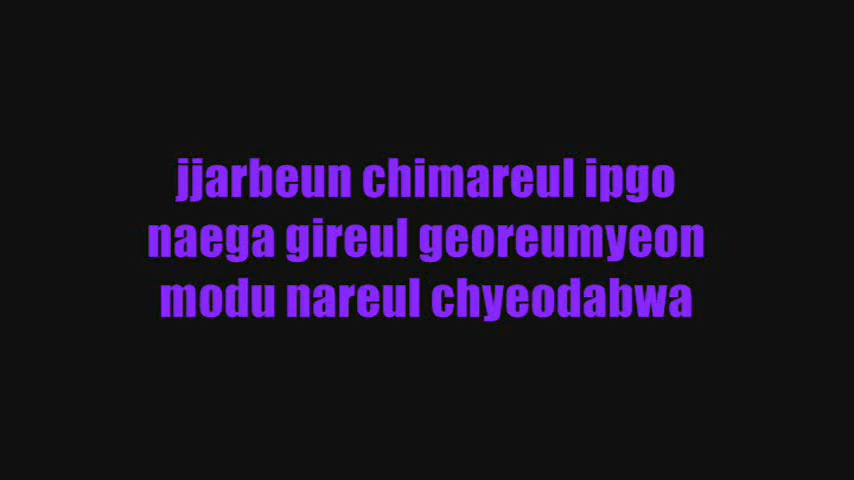 jjarbeun chimareul ipgo
naega gireul georeumyeon
modu nareul chyeodabwa